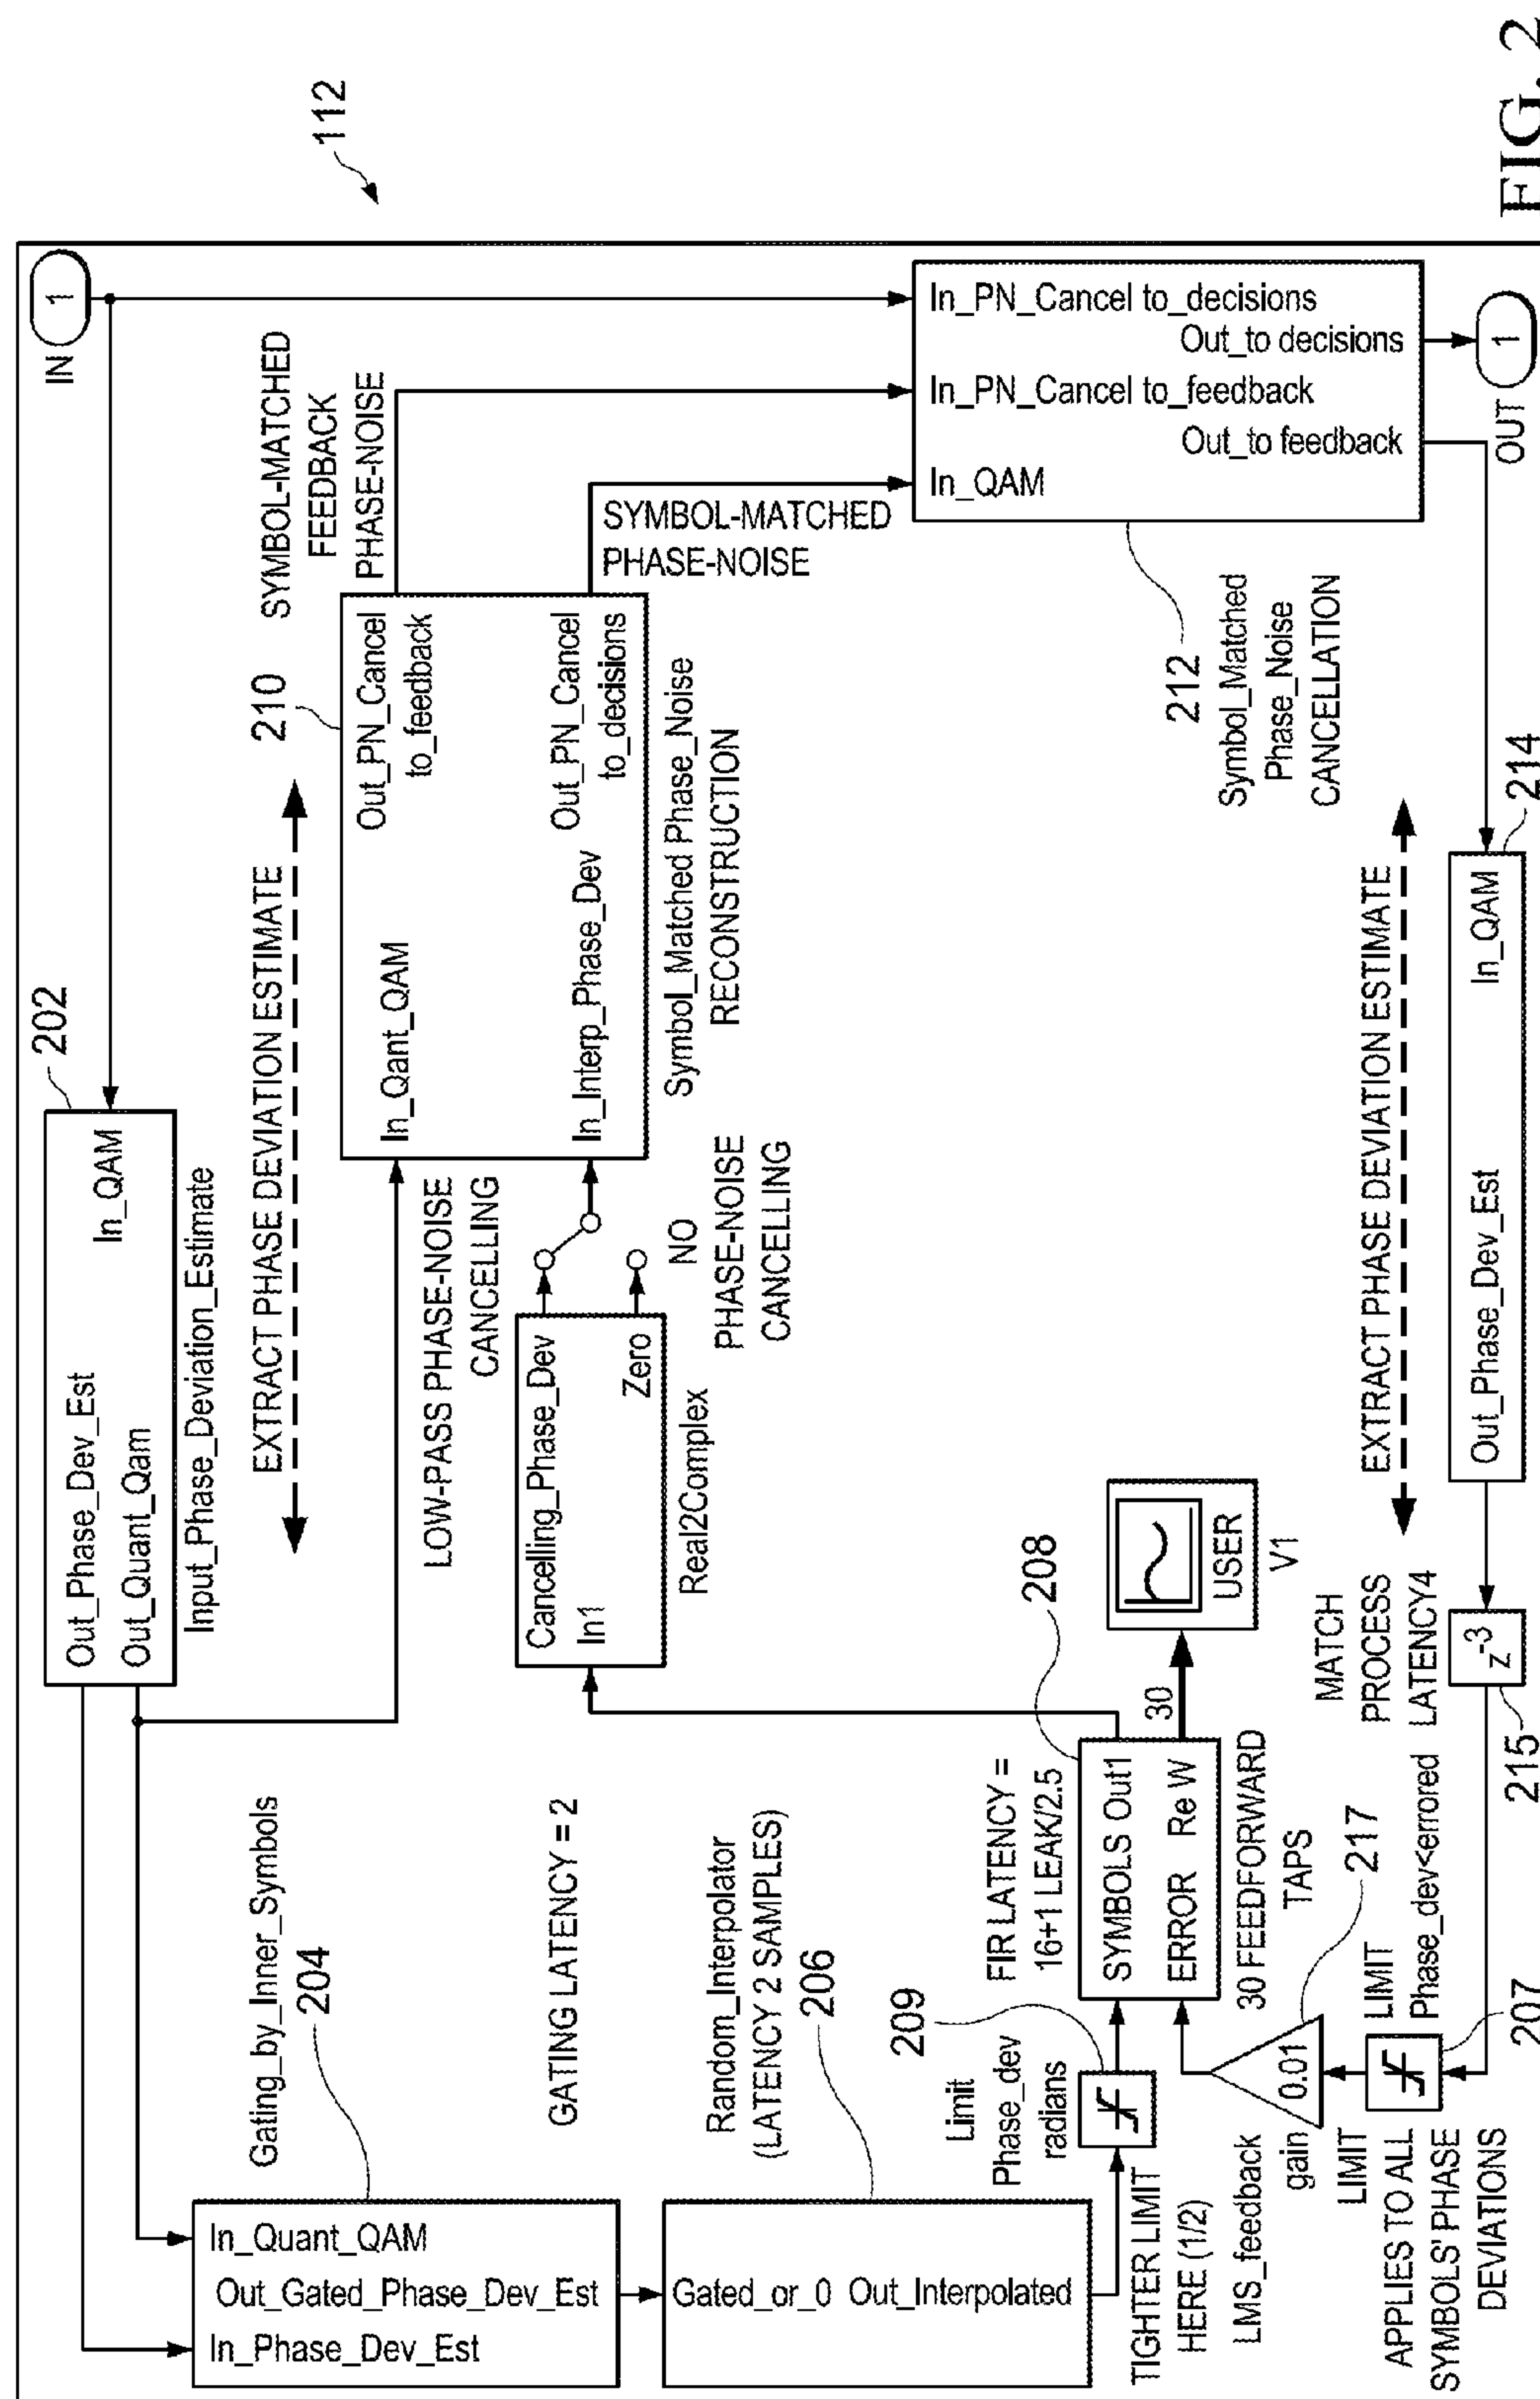 FIG. 2
112
IN
1
202
In_QAM
Out_Phase_Dev_Est
Out_Quant_Qam
Input_Phase_Deviation_Estimate
EXTRACT PHASE DEVIATION ESTIMATE
210
SYMBOL-MATCHED
FEEDBACK
PHASE-NOISE
Out_PN_Cancel
to_feedback
In_Qant_QAM
Out_PN_Cancel
to_decisions
In_Interp_Phase_Dev
Symbol_Matched Phase_Noise
RECONSTRUCTION
SYMBOL-MATCHED
PHASE-NOISE
In_PN_Cancel to_decisions
Out_to decisions
In_PN_Cancel to_feedback
Out_to feedback
In_QAM
212
Symbol_Matched
Phase_Noise
CANCELLATION
1
OUT
LOW-PASS PHASE-NOISE
CANCELLING
Cancelling_Phase_Dev
In1
Zero
Real2Complex
NO
PHASE-NOISE
CANCELLING
Gating_by_Inner_Symbols
204
In_Quant_QAM
Out_Gated_Phase_Dev_Est
In_Phase_Dev_Est
GATING LATENCY = 2
Random_Interpolator
(LATENCY 2 SAMPLES)
206
Gated_or_0 Out_Interpolated
209
Limit
Phase_dev
radians
TIGHTER LIMIT
HERE (1/2)
FIR LATENCY =
16+1 LEAK/2.5
208
SYMBOLS Out1
ERROR Re W
30
30 FEEDFORWARD
TAPS
USER
V1
217
LMS_feedback
gain
0.01
LIMIT
Phase_dev<errored
LIMIT
APPLIES TO ALL
SYMBOLS' PHASE
DEVIATIONS
207
MATCH
PROCESS
LATENCY4
z-3
215
EXTRACT PHASE DEVIATION ESTIMATE
214
Out_Phase_Dev_Est
In_QAM